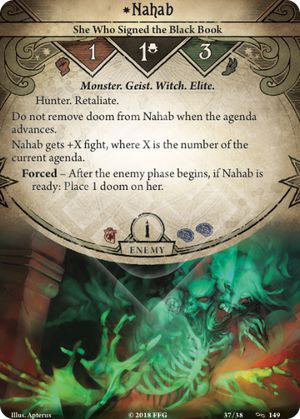 Nahab
She Who Signed the Black Book
1 1 3
Monster. Geist. Witch. Elite.
Hunter. Retaliate.
Do not remove doom from Nahab when the agenda
advances.
Nahab gets +X fight, where X is the number of the
current agenda.
Forced – After the enemy phase begins, if Nahab is
ready: Place 1 doom on her.
ENEMY
Illus. Apterus © 2018 FFG 37/38 149